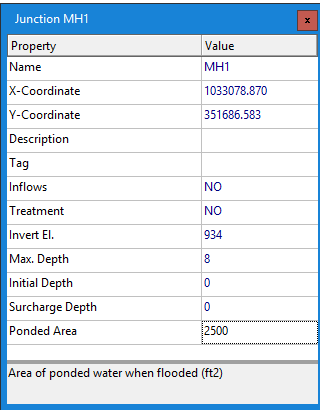 Junction MH1
x
Property Value
Name MH1
X-Coordinate 1033078.870
Y-Coordinate 351686.583
Description
Tag
Inflows NO
Treatment NO
Invert El. 934
Max. Depth 8
Initial Depth 0
Surcharge Depth 0
Ponded Area 2500
Area of ponded water when flooded (ft2)